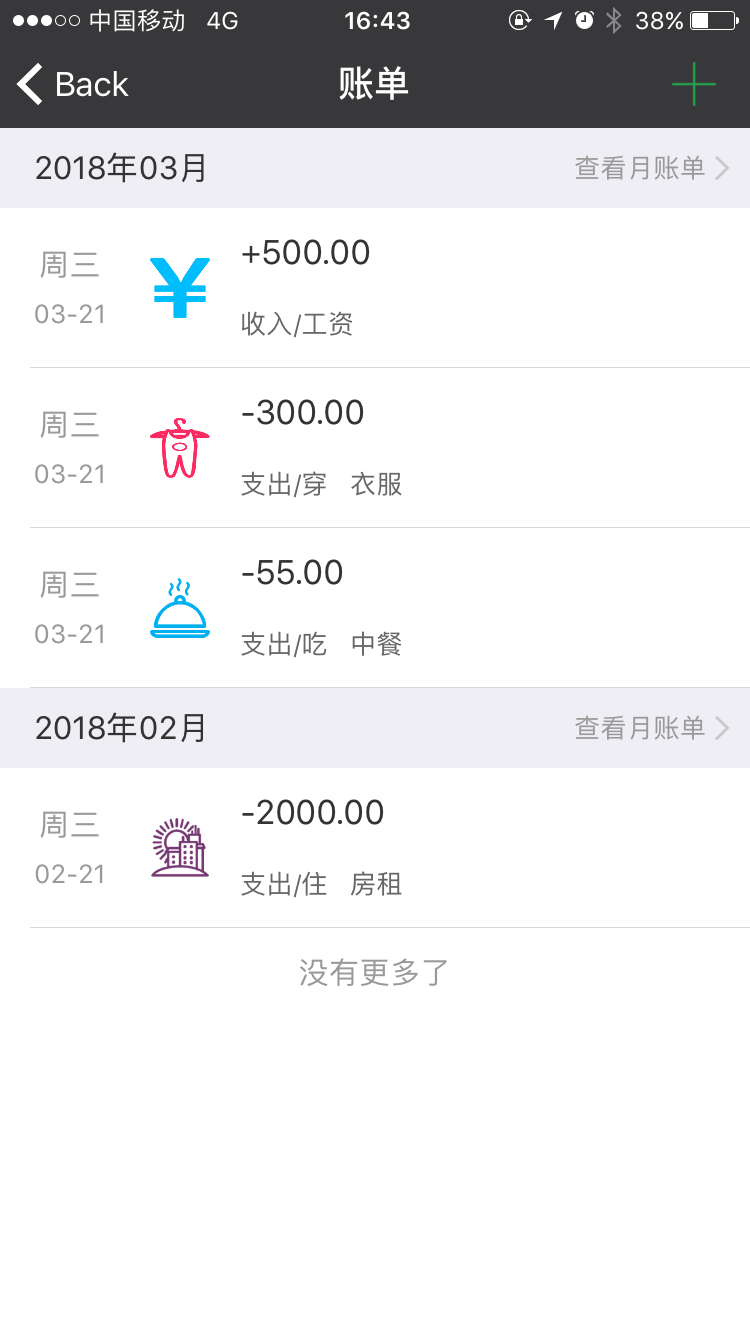 中国移动 4G 16:43 38%
Back 账单
2018年03月 查看月账单
周三 +500.00
03-21 收入/工资
周三 -300.00
03-21 支出/穿 衣服
周三 -55.00
03-21 支出/吃 中餐
2018年02月 查看月账单
周三 -2000.00
02-21 支出/住 房租
没有更多了